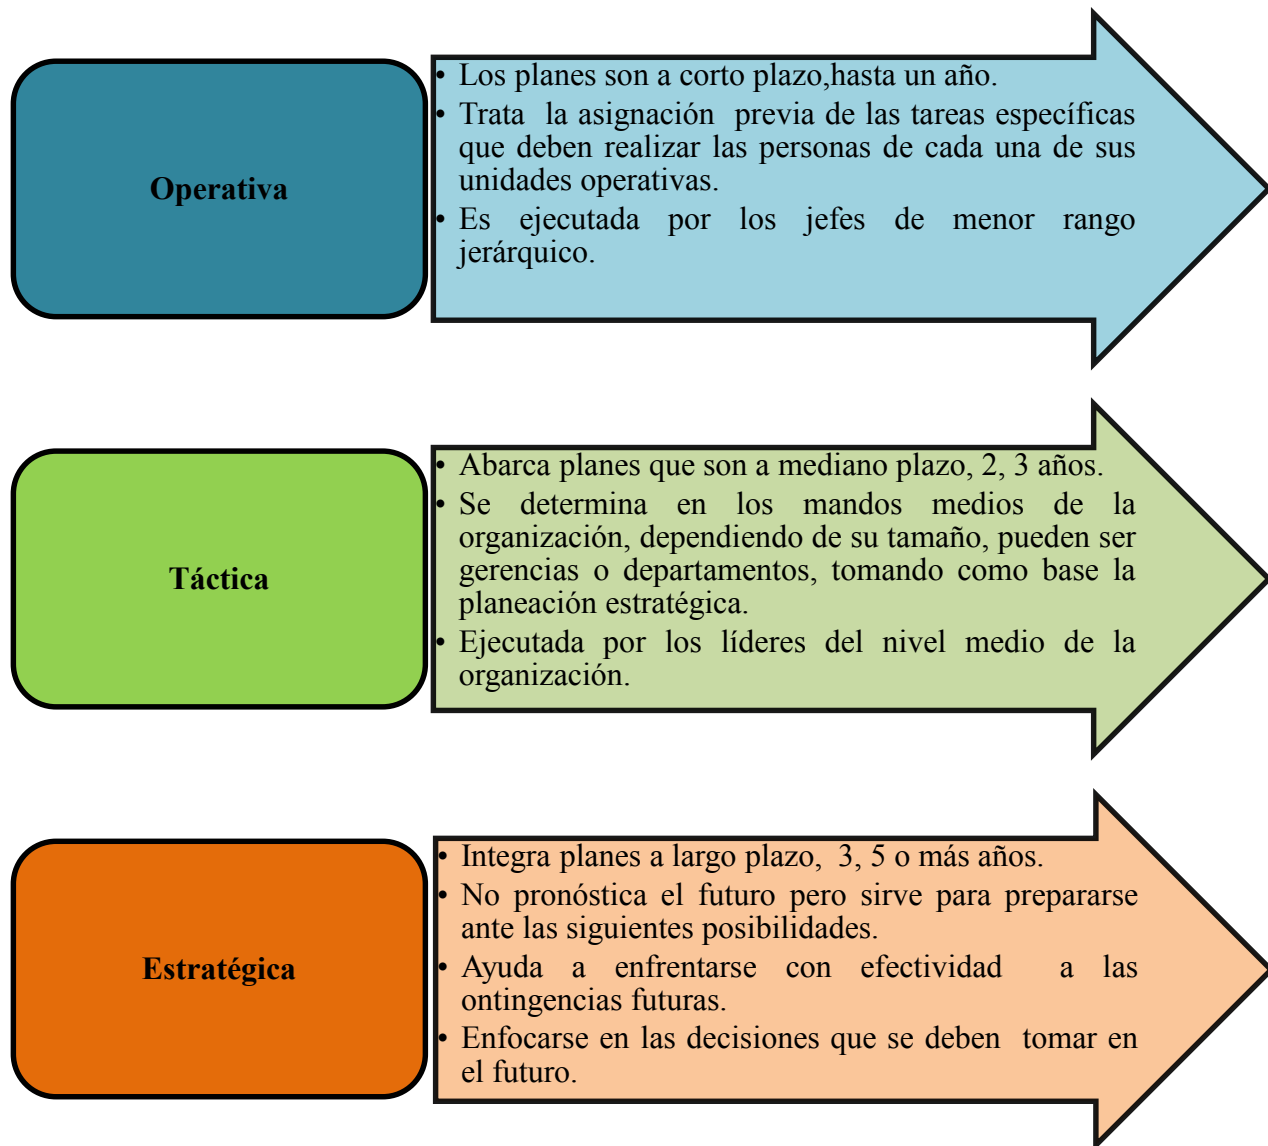 Operativa
• Los planes son a corto plazo,hasta un año.
• Trata la asignación previa de las tareas específicas
que deben realizar las personas de cada una de sus
unidades operativas.
• Es ejecutada por los jefes de menor rango
jerárquico.
Táctica
• Abarca planes que son a mediano plazo, 2, 3 años.
• Se determina en los mandos medios de la
organización, dependiendo de su tamaño, pueden ser
gerencias o departamentos, tomando como base la
planeación estratégica.
• Ejecutada por los líderes del nivel medio de la
organización.
Estratégica
• Integra planes a largo plazo, 3, 5 o más años.
• No pronóstica el futuro pero sirve para prepararse
ante las siguientes posibilidades.
• Ayuda a enfrentarse con efectividad a las
ontingencias futuras.
• Enfocarse en las decisiones que se deben tomar en
el futuro.